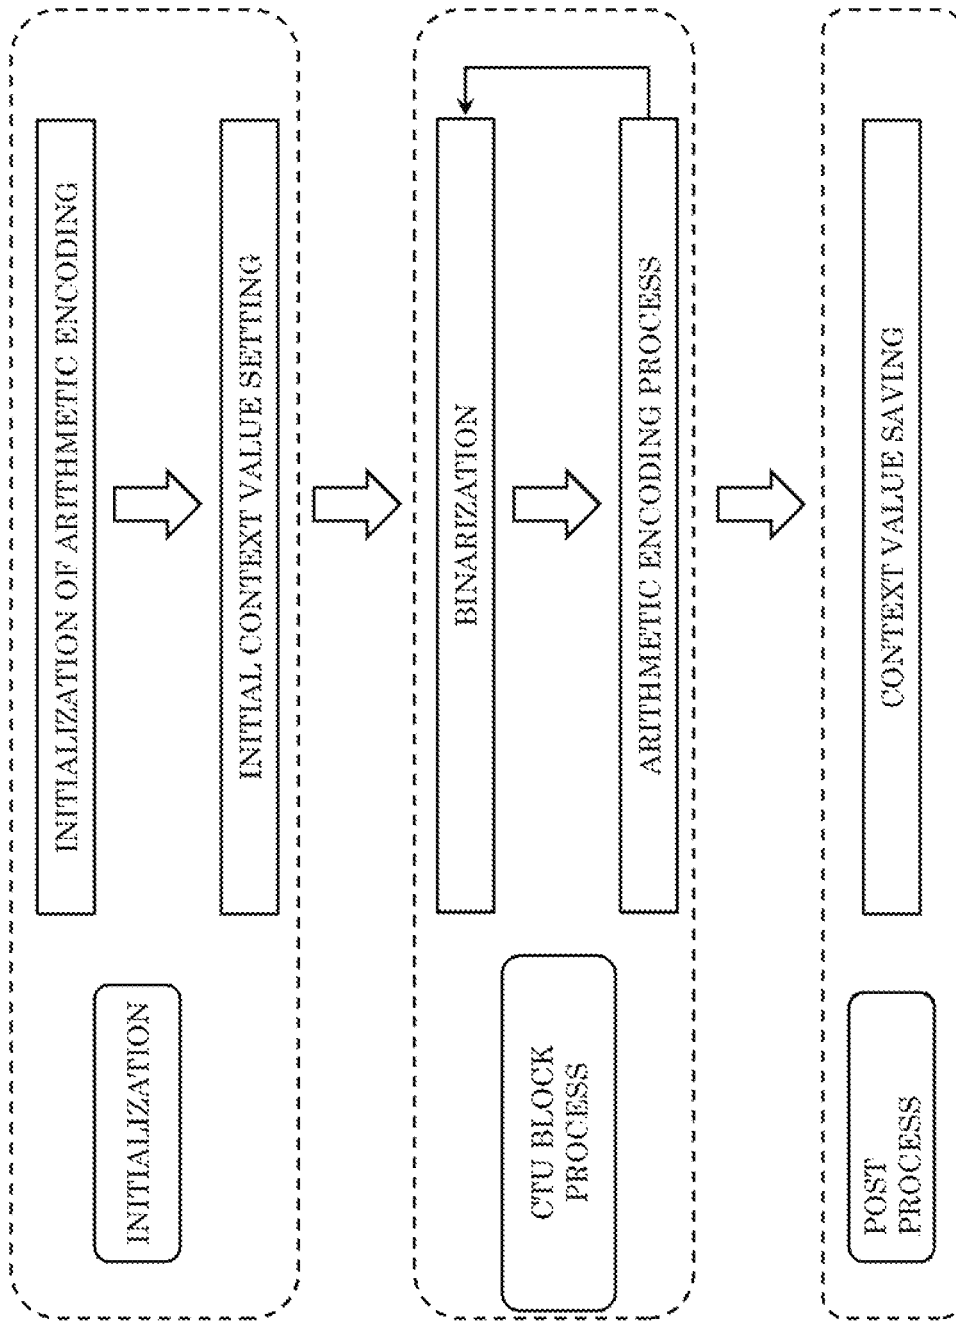 INITIALIZATION
INITIALIZATION OF ARITHMETIC ENCODING
INITIAL CONTEXT VALUE SETTING
CTU BLOCK
PROCESS
BINARIZATION
ARITHMETIC ENCODING PROCESS
POST
PROCESS
CONTEXT VALUE SAVING